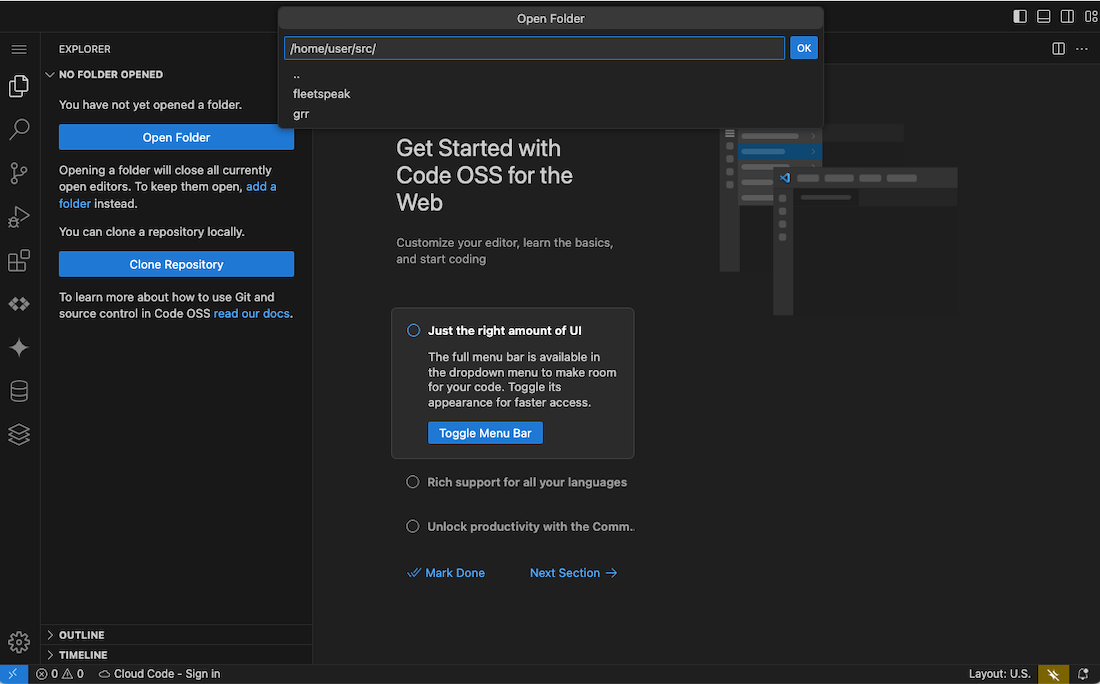 Open Folder
/home/user/src/
OK
..
fleetspeak
grr
EXPLORER
NO FOLDER OPENED
You have not yet opened a folder.
Open Folder
Opening a folder will close all currently
open editors. To keep them open, add a
folder instead.
You can clone a repository locally.
Clone Repository
To learn more about how to use Git and
source control in Code OSS read our docs.
OUTLINE
TIMELINE
Get Started with
Code OSS for the
Web
Customize your editor, learn the basics,
and start coding
Just the right amount of UI
The full menu bar is available in
the dropdown menu to make room
for your code. Toggle its
appearance for faster access.
Toggle Menu Bar
Rich support for all your languages
Unlock productivity with the Comm..
Mark Done
Next Section →
0 0 Cloud Code - Sign in
Layout: U.S.